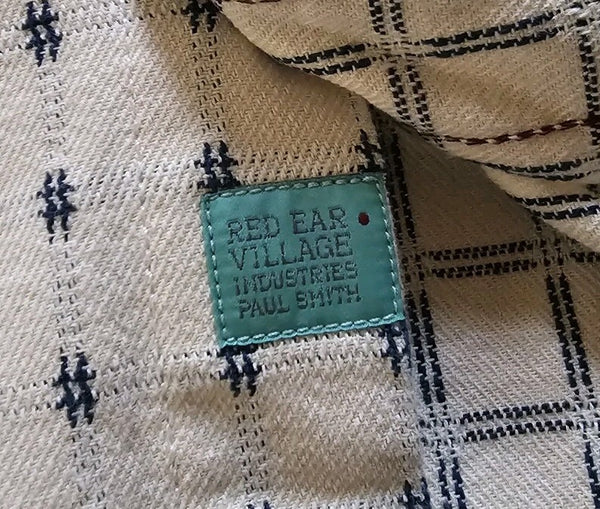 RED EAR
VILLAGE
INDUSTRIES
PAUL SMITH